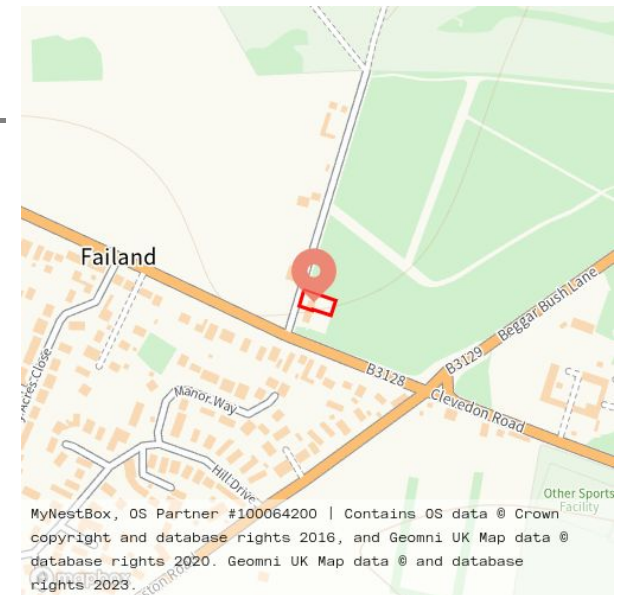 Failand
Beggar Bush Lane
B3129
B3128
Clevedon Road
Manor Way
Hill Drive
Other Sports
Facility
MyNestBox, OS Partner #100064200 | Contains OS data © Crown
copyright and database rights 2016, and Geomni UK Map data ©
database rights 2020. Geomni UK Map data © and database
rights 2023.
mapbox